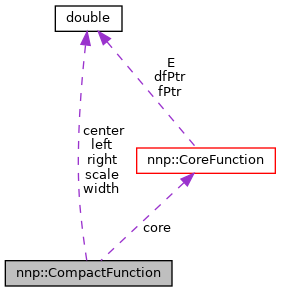 double
E
dfPtr
fPtr
center
left
right
scale
width
nnp::CoreFunction
core
nnp::CompactFunction